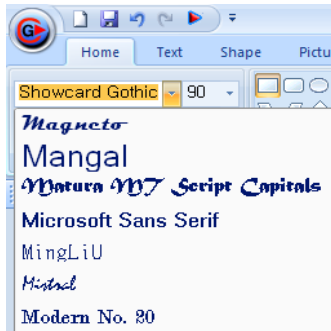 Home Text Shape Pictu
Showcard Gothic 90
Magneto
Mangal
Matura MT Script Capitals
Microsoft Sans Serif
MingLiU
Mistral
Modern No. 20